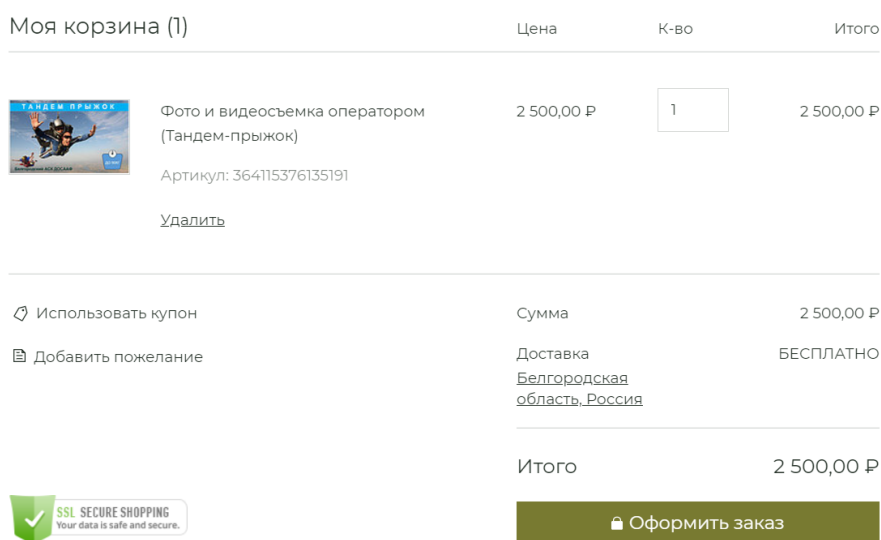 Моя корзина (1)
Цена К-во Итого
ТАНДЕМ ПРЫЖОК
Фото и видеосъемка оператором
(Тандем-прыжок)
2 500,00 ₽ 1 2 500,00 ₽
Артикул: 364115376135191
Удалить
Использовать купон
Добавить пожелание
Сумма 2 500,00 ₽
Доставка БЕСПЛАТНО
Белгородская
область, Россия
Итого 2 500,00 ₽
SSL SECURE SHOPPING
Your data is safe and secure.
Оформить заказ